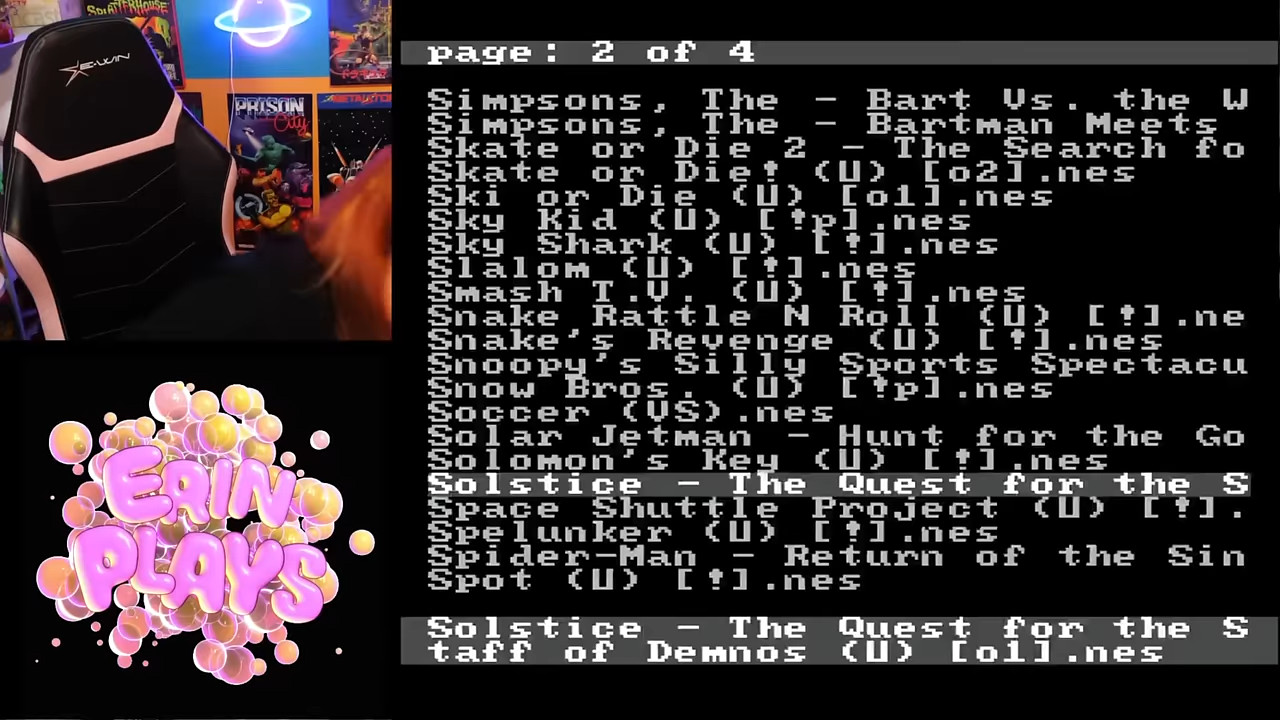 SPLATTERHOUSE
E-WIN
PRISON
City
page: 2 of 4
Simpsons, The - Bart Vs. the W
Simpsons, The - Bartman Meets
Skate or Die 2 - The Search fo
Skate or Die! (U) [o2].nes
Ski or Die (U) [o1].nes
Sky Kid (U) [!p].nes
Sky Shark (U) [!].nes
Slalom (U) [!].nes
Smash T.V. (U) [!].nes
Snake Rattle N Roll (U) [!].ne
Snake's Revenge (U) [!].nes
Snoopy's Silly Sports Spectacu
Snow Bros. (U) [!p].nes
Soccer (VS).nes
Solar Jetman - Hunt for the Go
Solomon's Key (U) [!].nes
Solstice - The Quest for the S
Space Shuttle Project (U) [!].
Spelunker (U) [!].nes
Spider-Man - Return of the Sin
Spot (U) [!].nes
Solstice - The Quest for the S
taff of Demnos (U) [o1].nes
ERIN
PLAYS